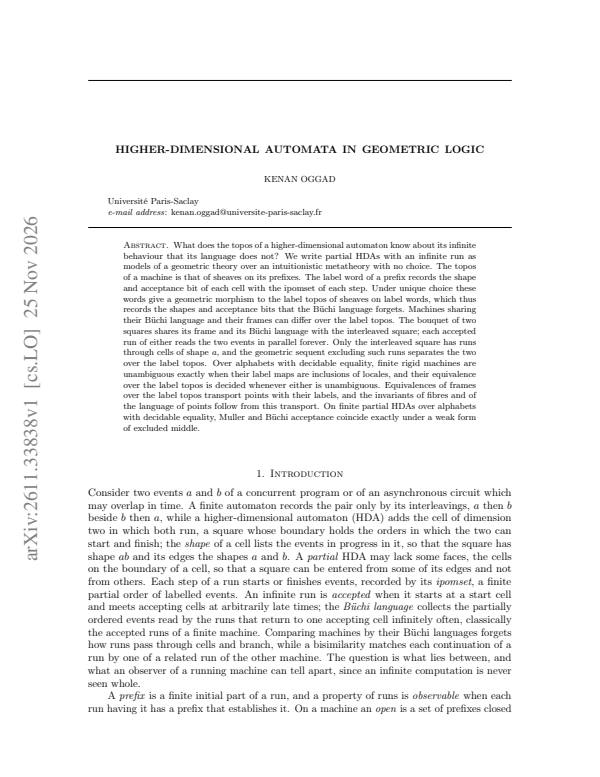 HIGHER-DIMENSIONAL AUTOMATA IN GEOMETRIC LOGIC
KENAN OGGAD
Université Paris-Saclay
e-mail address: kenan.oggad@universite-paris-saclay.fr
Abstract. What does the topos of a higher-dimensional automaton know about its infinite
behaviour that its language does not? We write partial HDAs with an infinite run as
models of a geometric theory over an intuitionistic metatheory with no choice. The topos
of a machine is that of sheaves on its prefixes. The label word of a prefix records the shape
and acceptance bit of each cell with the ipomset of each step. Under unique choice these
words give a geometric morphism to the label topos of sheaves on label words, which thus
records the shapes and acceptance bits that the Büchi language forgets. Machines sharing
their Büchi language and their frames can differ over the label topos. The bouquet of two
squares shares its frame and its Büchi language with the interleaved square; each accepted
run of either reads the two events in parallel forever. Only the interleaved square has runs
through cells of shape a, and the geometric sequent excluding such runs separates the two
over the label topos. Over alphabets with decidable equality, finite rigid machines are
unambiguous exactly when their label maps are inclusions of locales, and their equivalence
over the label topos is decided whenever either is unambiguous. Equivalences of frames
over the label topos transport points with their labels, and the invariants of fibres and of
the language of points follow from this transport. On finite partial HDAs over alphabets
with decidable equality, Muller and Büchi acceptance coincide exactly under a weak form
of excluded middle.
1. Introduction
Consider two events a and b of a concurrent program or of an asynchronous circuit which
may overlap in time. A finite automaton records the pair only by its interleavings, a then b
beside b then a, while a higher-dimensional automaton (HDA) adds the cell of dimension
two in which both run, a square whose boundary holds the orders in which the two can
start and finish; the shape of a cell lists the events in progress in it, so that the square has
shape ab and its edges the shapes a and b. A partial HDA may lack some faces, the cells
on the boundary of a cell, so that a square can be entered from some of its edges and not
from others. Each step of a run starts or finishes events, recorded by its ipomset, a finite
partial order of labelled events. An infinite run is accepted when it starts at a start cell
and meets accepting cells at arbitrarily late times; the Büchi language collects the partially
ordered events read by the runs that return to one accepting cell infinitely often, classically
the accepted runs of a finite machine. Comparing machines by their Büchi languages forgets
how runs pass through cells and branch, while a bisimilarity matches each continuation of a
run by one of a related run of the other machine. The question is what lies between, and
what an observer of a running machine can tell apart, since an infinite computation is never
seen whole.
A prefix is a finite initial part of a run, and a property of runs is observable when each
run having it has a prefix that establishes it. On a machine an open is a set of prefixes closed
arXiv:2611.33838v1 [cs.LO] 25 Nov 2026